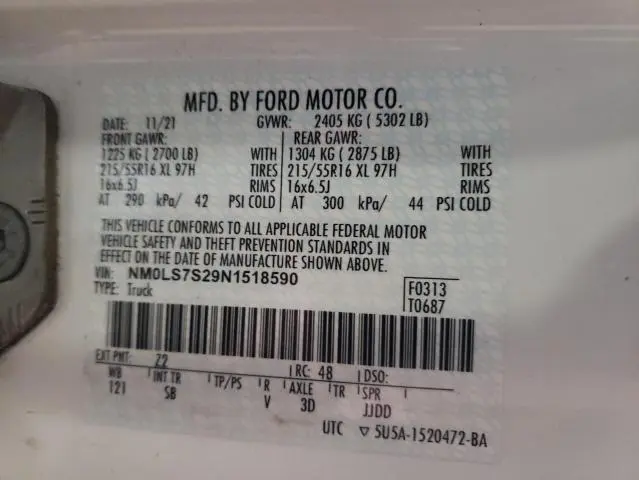 MFD. BY FORD MOTOR CO.
DATE: 11/21 GVWR: 2405 KG ( 5302 LB)
FRONT GAWR: REAR GAWR:
1225 KG ( 2700 LB) WITH 1304 KG ( 2875 LB) WITH
215/55R16 XL 97H TIRES 215/55R16 XL 97H TIRES
16x6.5J RIMS 16x6.5J RIMS
AT 290 kPa/ 42 PSI COLD AT 300 kPa/ 44 PSI COLD
THIS VEHICLE CONFORMS TO ALL APPLICABLE FEDERAL MOTOR
VEHICLE SAFETY AND THEFT PREVENTION STANDARDS IN
EFFECT ON THE DATE OF MANUFACTURE SHOWN ABOVE.
VIN: NM0LS7S29N1518590
TYPE: Truck
F0313
T0687
EXT PNT: Z2 RC: 48 DSO:
WB INT TR TP/PS R AXLE TR SPR
121 SB V 3D JJDD
UTC ▽ 5U5A-1520472-BA